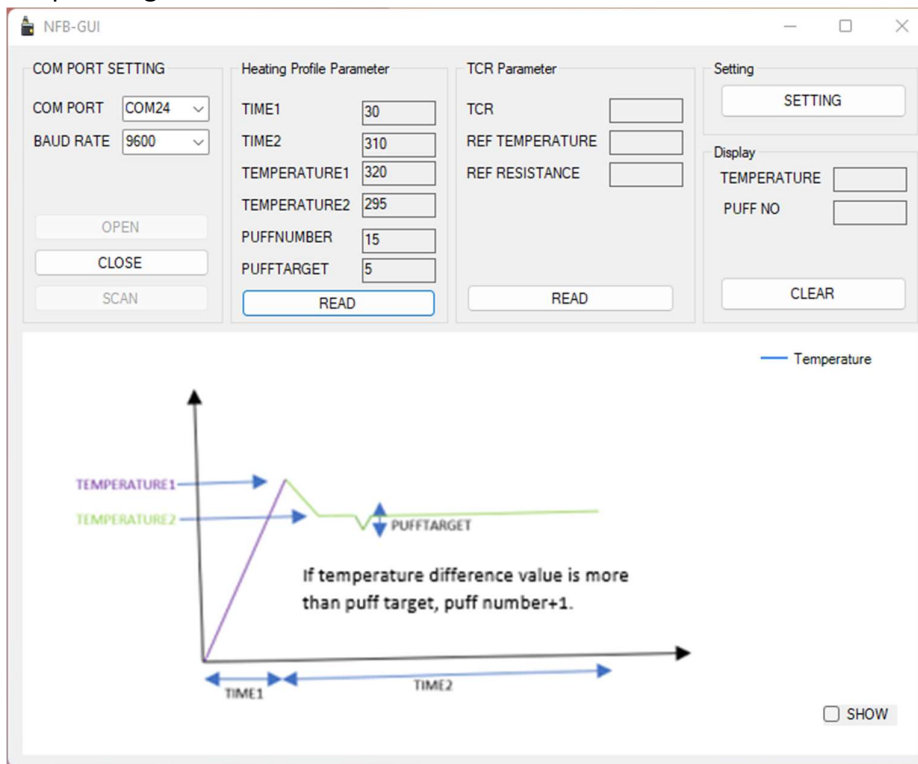 NFB-GUI
COM PORT SETTING
COM PORT COM24
BAUD RATE 9600
OPEN
CLOSE
SCAN
Heating Profile Parameter
TIME1 30
TIME2 310
TEMPERATURE1 320
TEMPERATURE2 295
PUFFNUMBER 15
PUFFTARGET 5
READ
TCR Parameter
TCR
REF TEMPERATURE
REF RESISTANCE
READ
Setting
SETTING
Display
TEMPERATURE
PUFF NO
CLEAR
Temperature
TEMPERATURE1
TEMPERATURE2
PUFFTARGET
If temperature difference value is more
than puff target, puff number+1.
TIME1
TIME2
SHOW